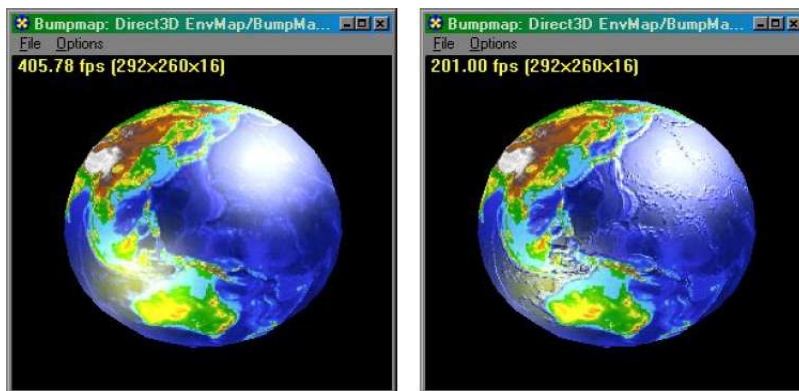 Bumpmap: Direct3D EnvMap/BumpMa...
File Options
405.78 fps (292x260x16)
Bumpmap: Direct3D EnvMap/BumpMa...
File Options
201.00 fps (292x260x16)